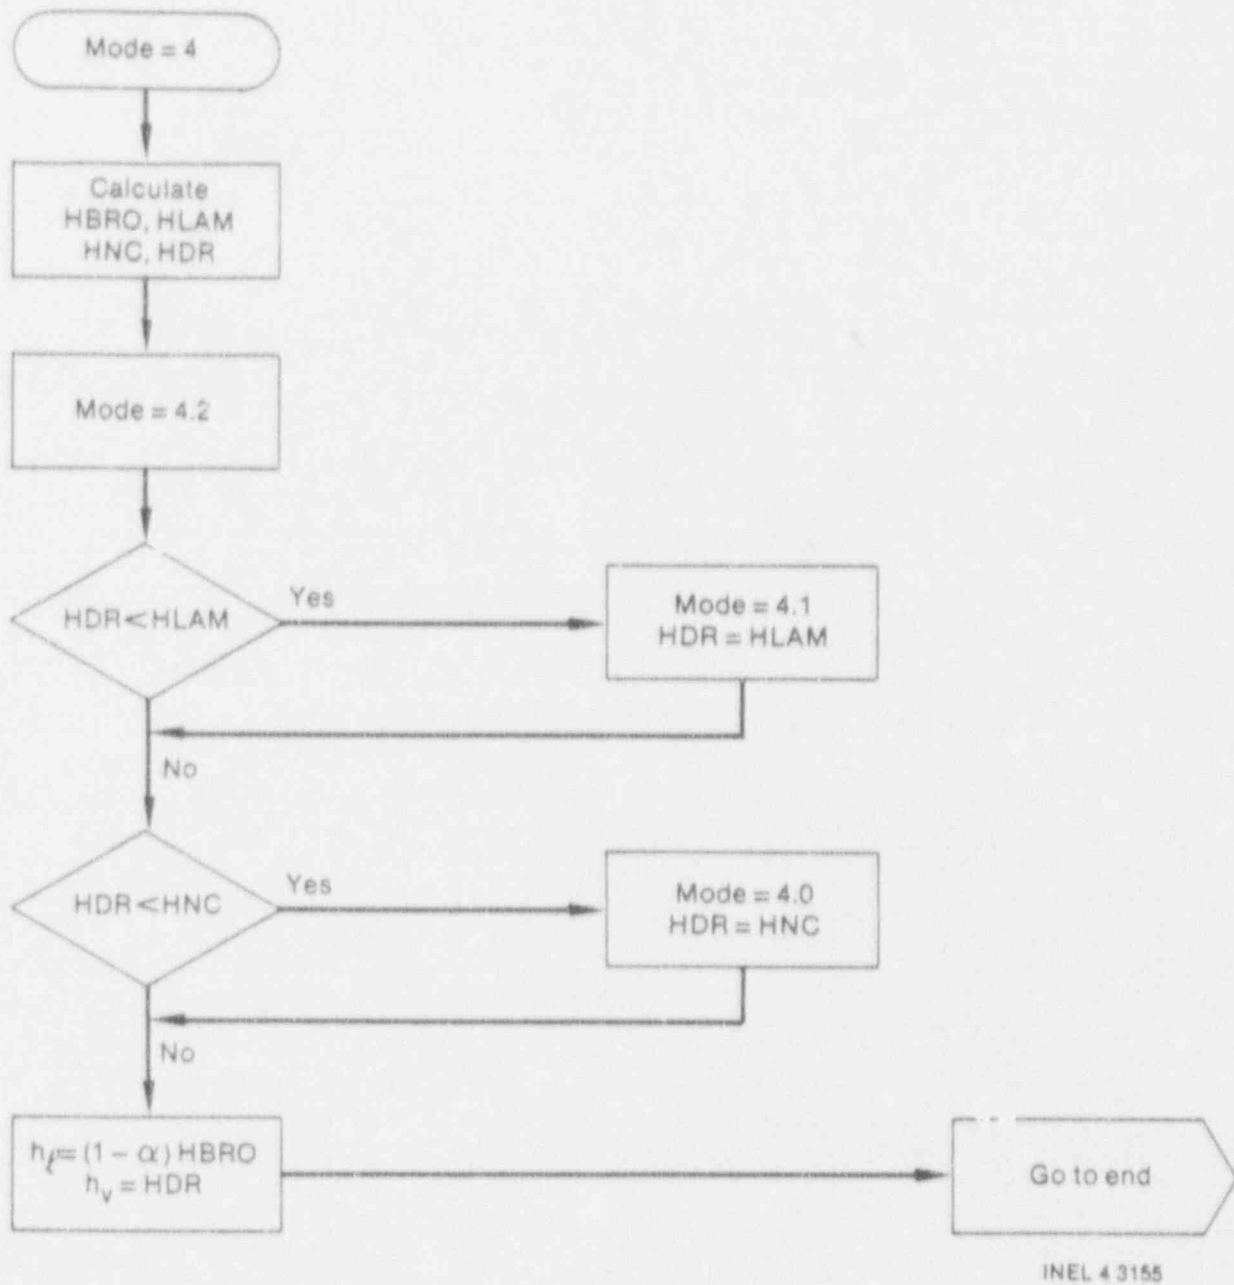 Mode = 4
Calculate
HBRO, HLAM
HNC, HDR
Mode = 4.2
HDR<HLAM
Yes
Mode = 4.1
HDR = HLAM
No
HDR<HNC
Yes
Mode = 4.0
HDR = HNC
No
hℓ= (1 - α) HBRO
hv = HDR
Go to end
INEL 4 3155